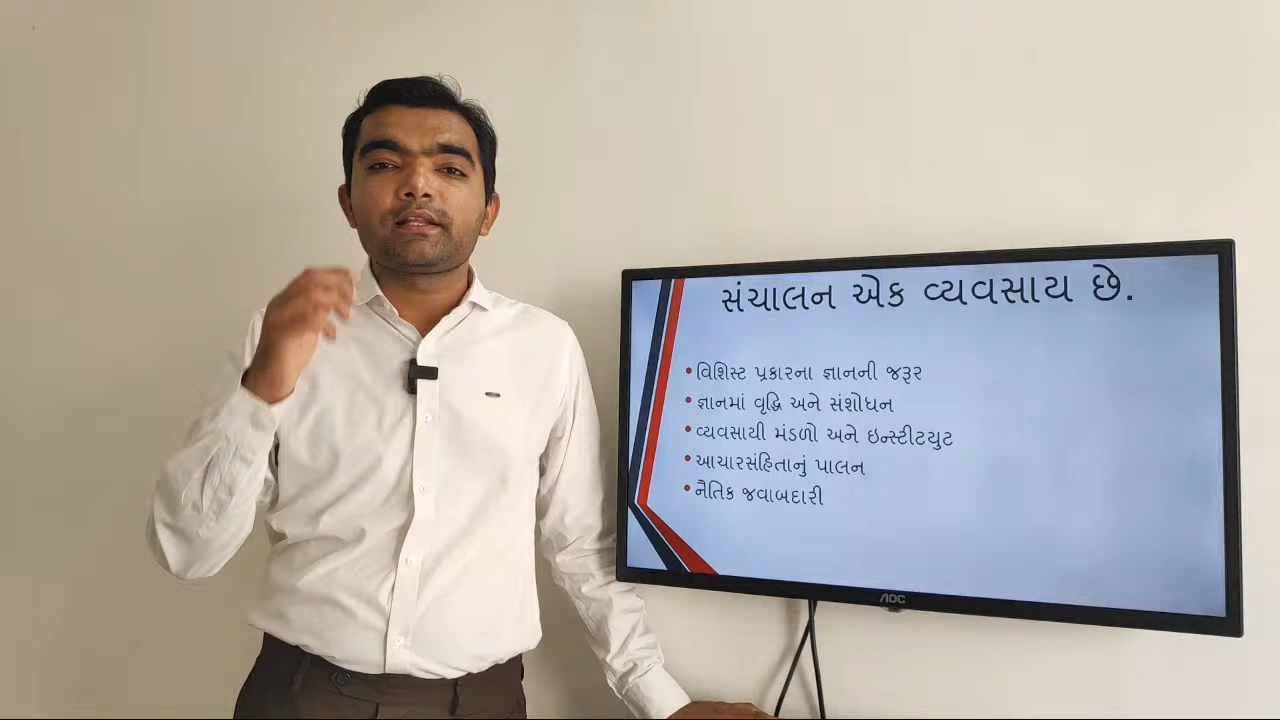 સંચાલન એક વ્યવસાય છે.
• વિશિસ્ટ પ્રકારના જ્ઞાનની જરૂર
• જ્ઞાનમાં વૃદ્ધિ અને સંશોધન
• વ્યવસાયી મંડળો અને ઇન્સ્ટીટયુટ
• આચારસંહિતાનું પાલન
• નૈતિક જવાબદારી
AOC